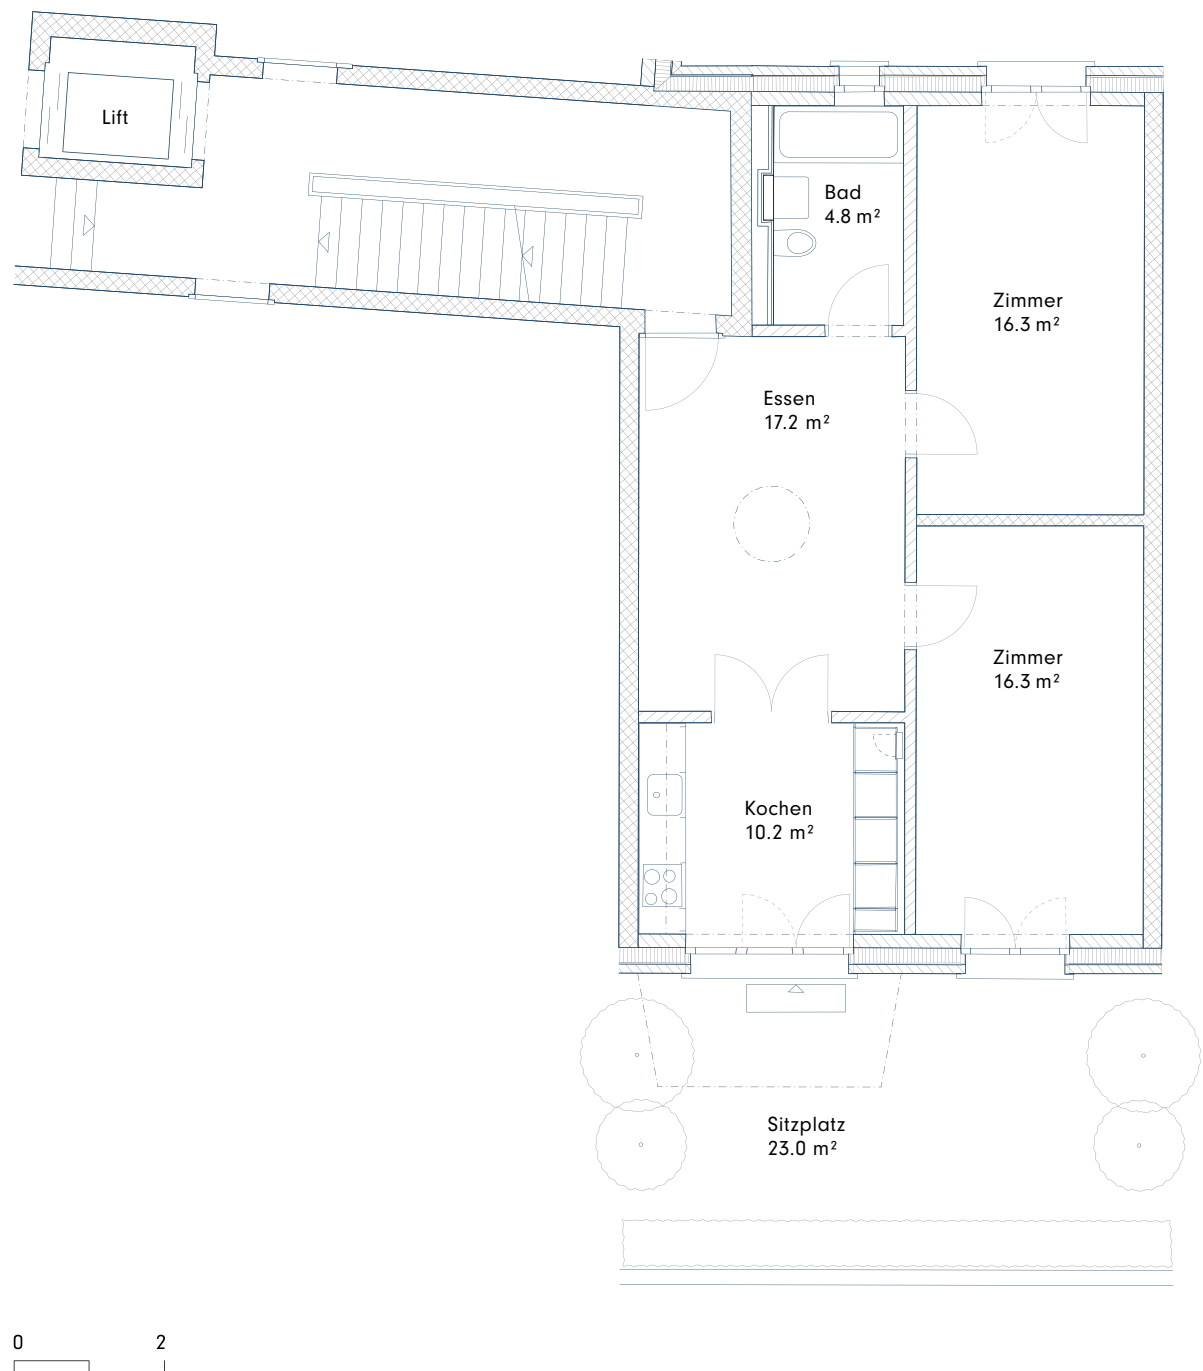 Lift
Bad
4.8 m²
Zimmer
16.3 m²
Essen
17.2 m²
Zimmer
16.3 m²
Kochen
10.2 m²
Sitzplatz
23.0 m²
0 2